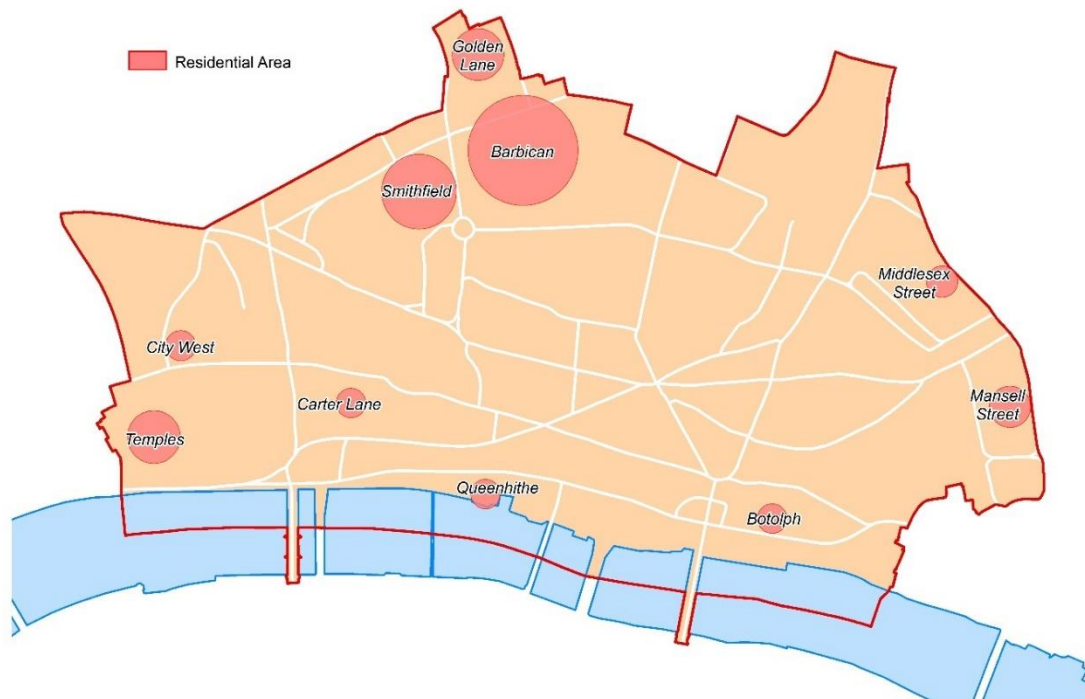 Golden
Lane
Residential Area
Barbican
Smithfield
Middlesex
Street
City West
Carter Lane
Mansell
Street
Temples
Queenhithe
Botolph